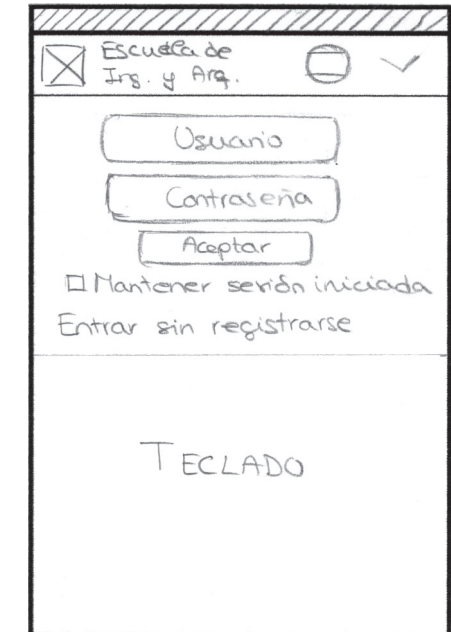 Escuela de
Ing. y Arq.
Usuario
Contraseña
Aceptar
Mantener sesión iniciada
Entrar sin registrarse
TECLADO